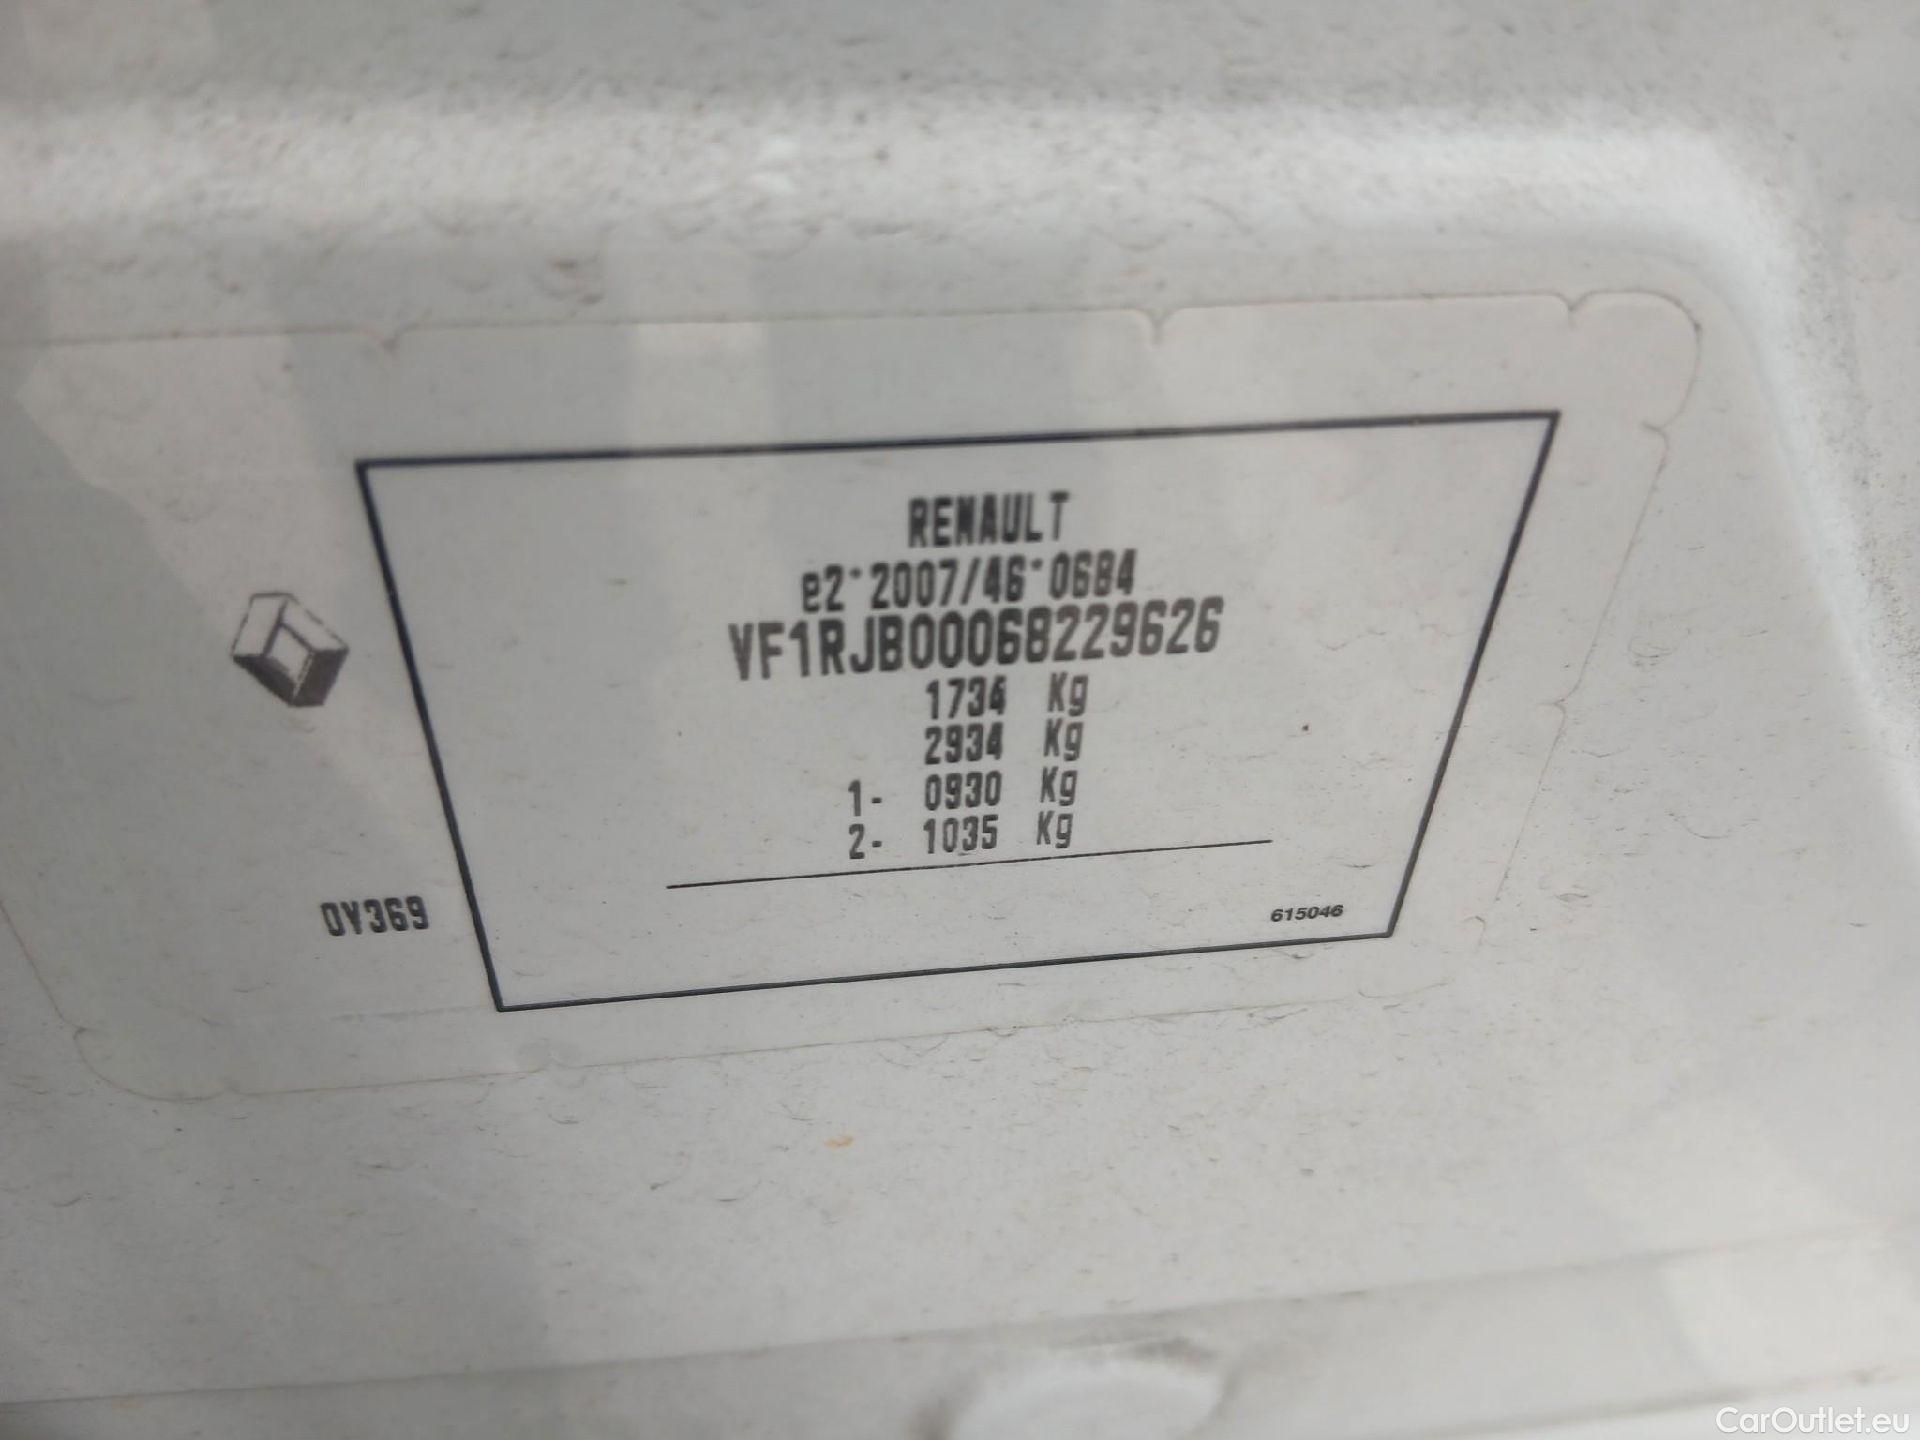 RENAULT
e2*2007/46*0684
VF1RJB00068229626
1734 Kg
2934 Kg
1- 0930 Kg
2- 1035 Kg
0V369
615046
CarOutlet.eu